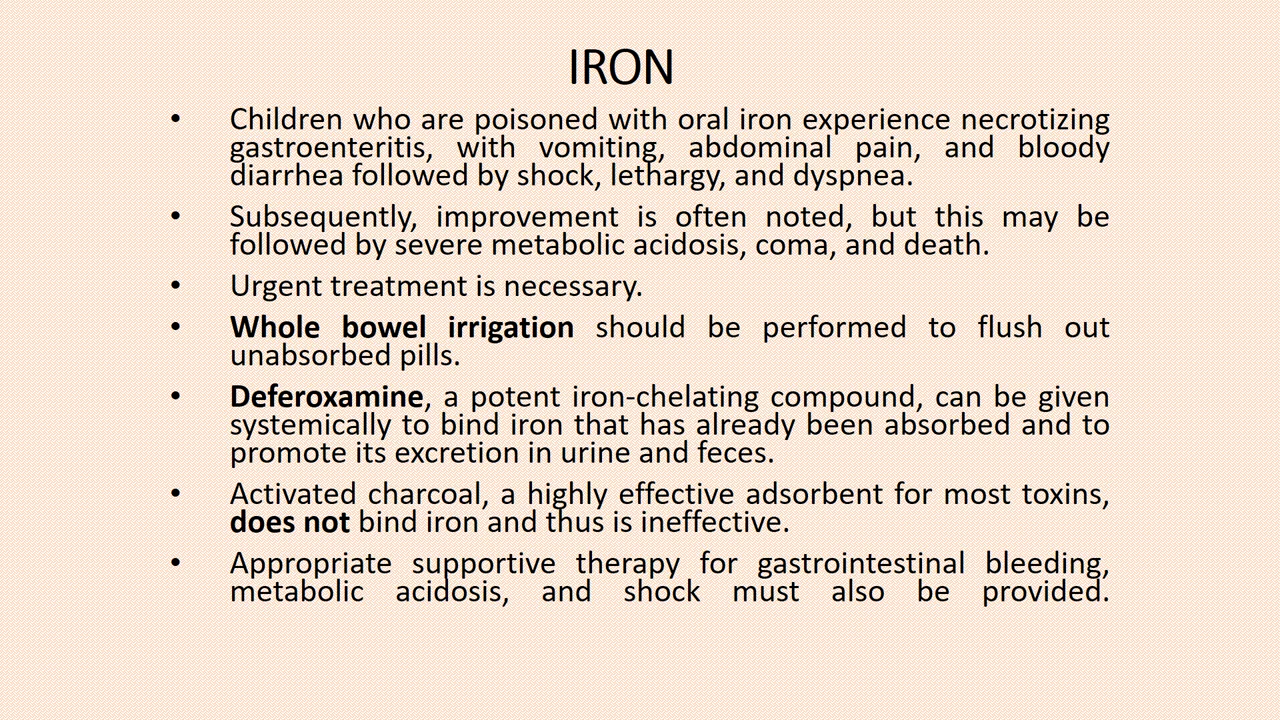 IRON
• Children who are poisoned with oral iron experience necrotizing
gastroenteritis, with vomiting, abdominal pain, and bloody
diarrhea followed by shock, lethargy, and dyspnea.
• Subsequently, improvement is often noted, but this may be
followed by severe metabolic acidosis, coma, and death.
• Urgent treatment is necessary.
• Whole bowel irrigation should be performed to flush out
unabsorbed pills.
• Deferoxamine, a potent iron-chelating compound, can be given
systemically to bind iron that has already been absorbed and to
promote its excretion in urine and feces.
• Activated charcoal, a highly effective adsorbent for most toxins,
does not bind iron and thus is ineffective.
• Appropriate supportive therapy for gastrointestinal bleeding,
metabolic acidosis, and shock must also be provided.